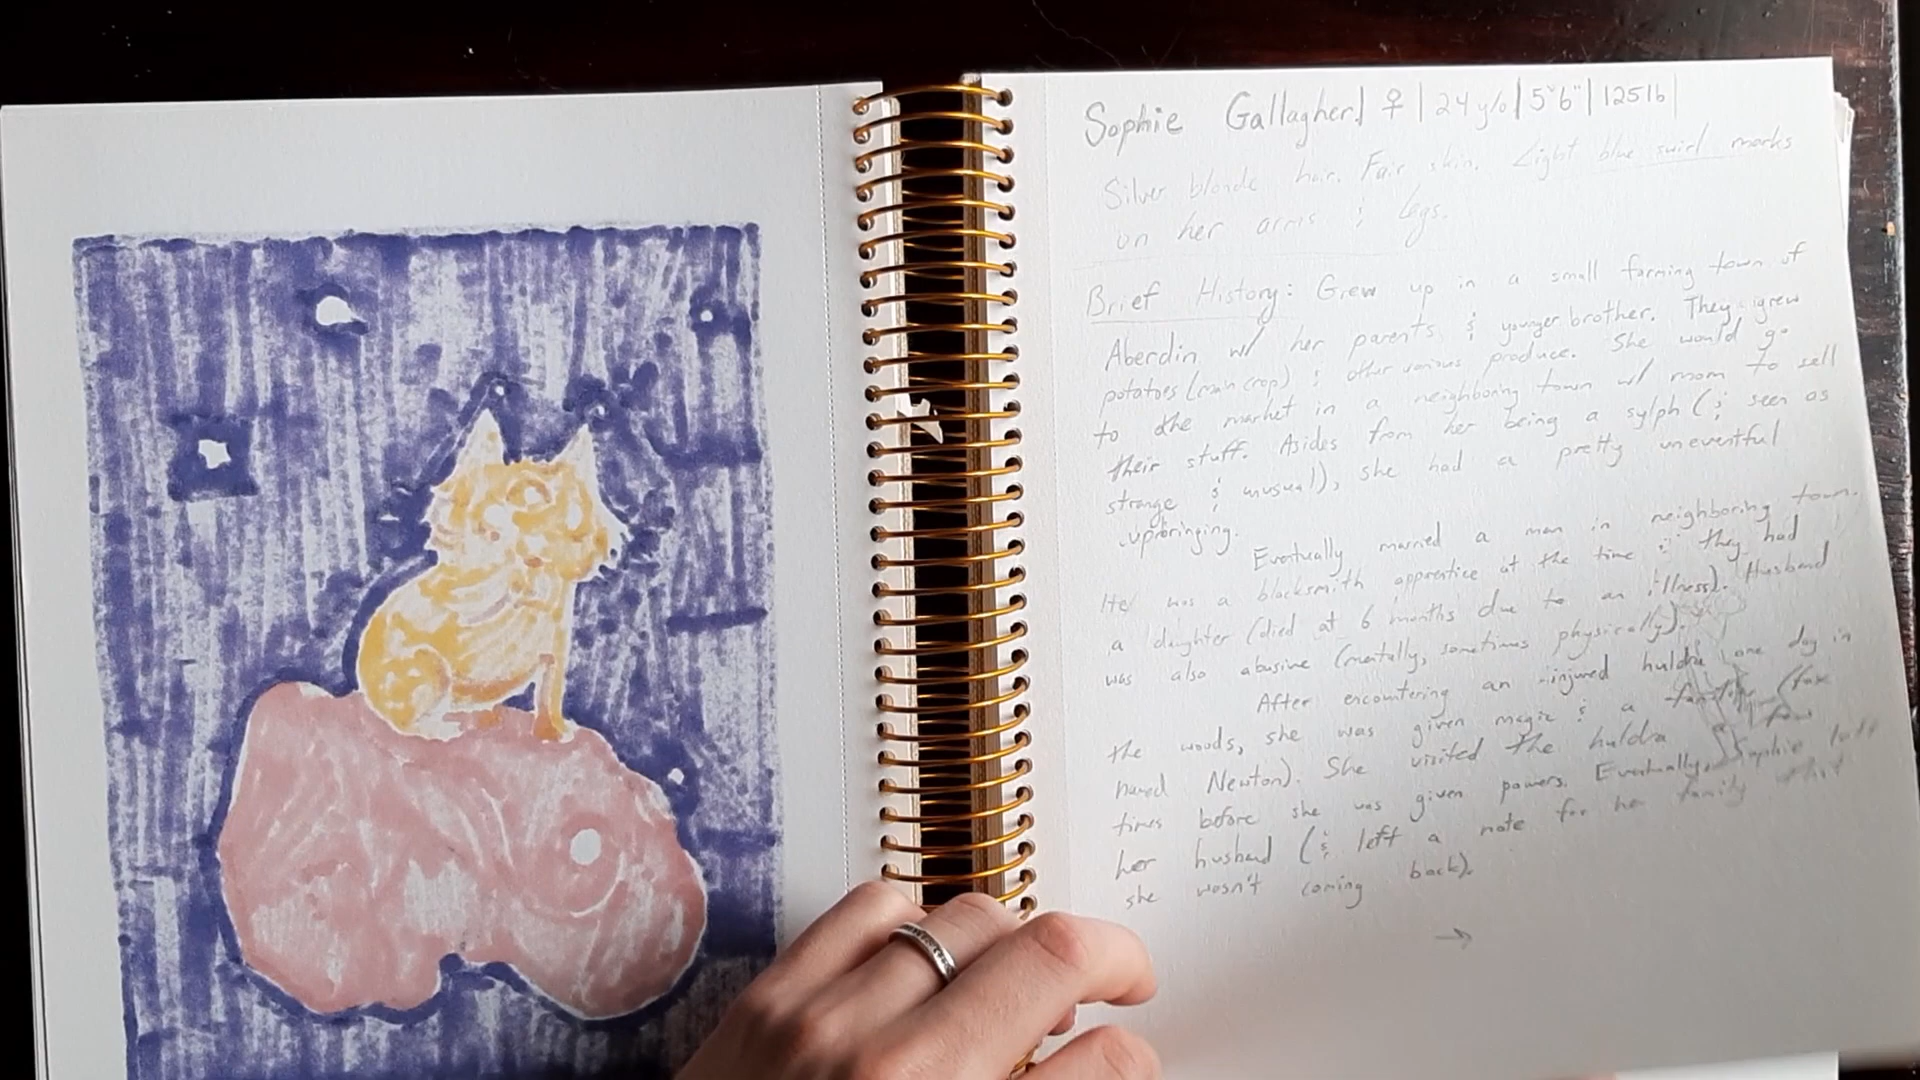 Sophie Gallagher | ♀ | 24 y/o | 5'6" | 125 lb |
Silver blonde hair. Fair skin. Light blue swirl marks
on her arms & legs.
Brief History: Grew up in a small farming town of
Aberdin w/ her parents & younger brother. They grew
potatoes (main crop) & other various produce. She would go
to the market in a neighboring town w/ mom to sell
their stuff. Asides from her being a sylph (& seen as
strange & unusual), she had a pretty uneventful
upbringing.
Eventually married a man in neighboring town.
He was a blacksmith apprentice at the time & they had
a daughter (died at 6 months due to an illness). Husband
was also abusive (mentally, sometimes physically).
After encountering an injured huldra one day in
the woods, she was given magic & a familiar (fox
named Newton). She visited the huldra a few
times before she was given powers. Eventually, Sophie left
her husband (& left a note for her family that
she wasn't coming back).
→